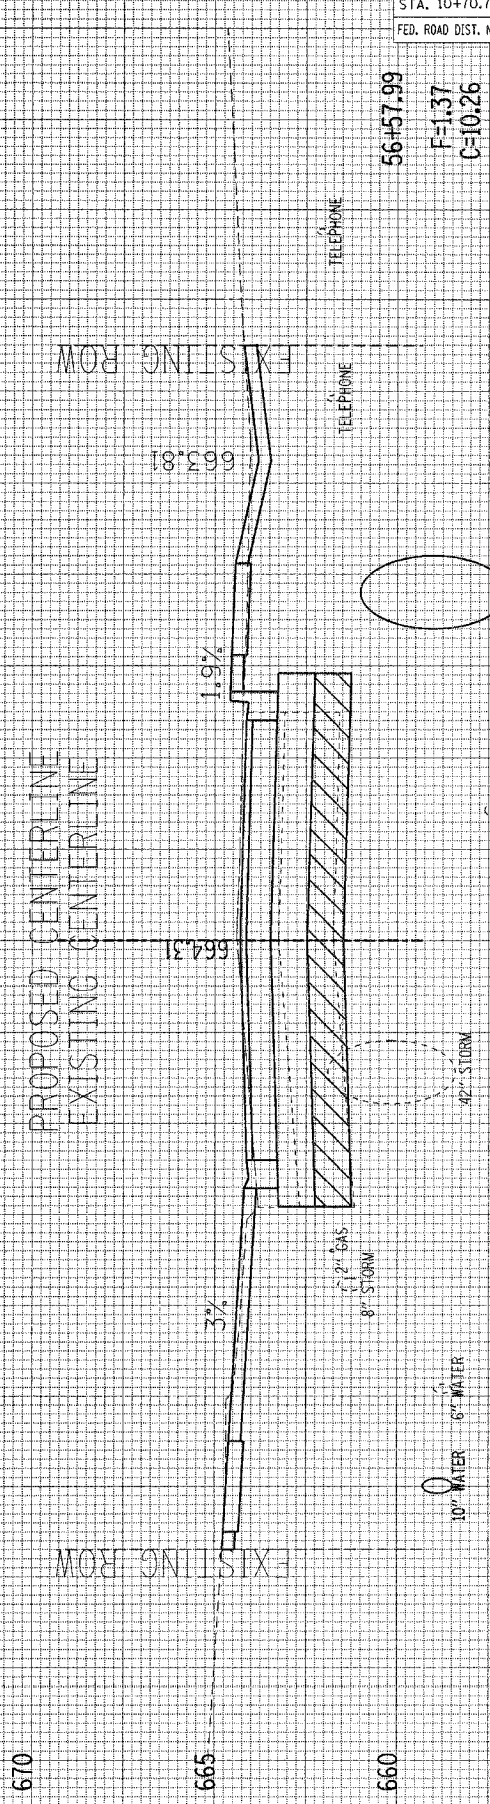 STA. 10+70.7
FED. ROAD DIST. N
56+57.99
F=1.37
C=10.26
TELEPHONE
EXISTING ROW
TELEPHONE
663.81
1.9%
PROPOSED CENTERLINE
EXISTING CENTERLINE
664.31
42" STORM
3%
2" GAS
8" STORM
6" WATER
10" WATER
EXISTING ROW
670
665
660